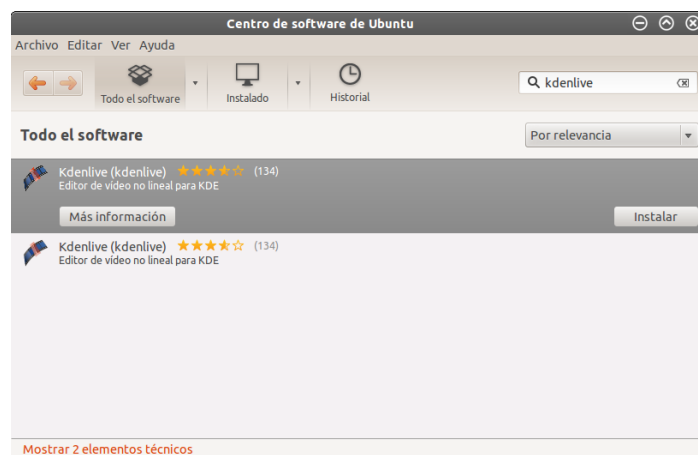 Centro de software de Ubuntu
Archivo Editar Ver Ayuda
Todo el software
Instalado
Historial
kdenlive
Todo el software
Por relevancia
Kdenlive (kdenlive) (134)
Editor de vídeo no lineal para KDE
Más información
Instalar
Kdenlive (kdenlive) (134)
Editor de vídeo no lineal para KDE
Mostrar 2 elementos técnicos